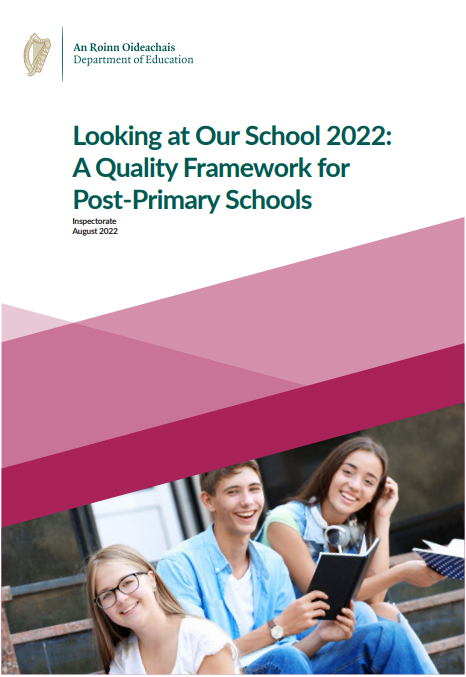 An Roinn Oideachais
Department of Education
Looking at Our School 2022:
A Quality Framework for
Post-Primary Schools
Inspectorate
August 2022